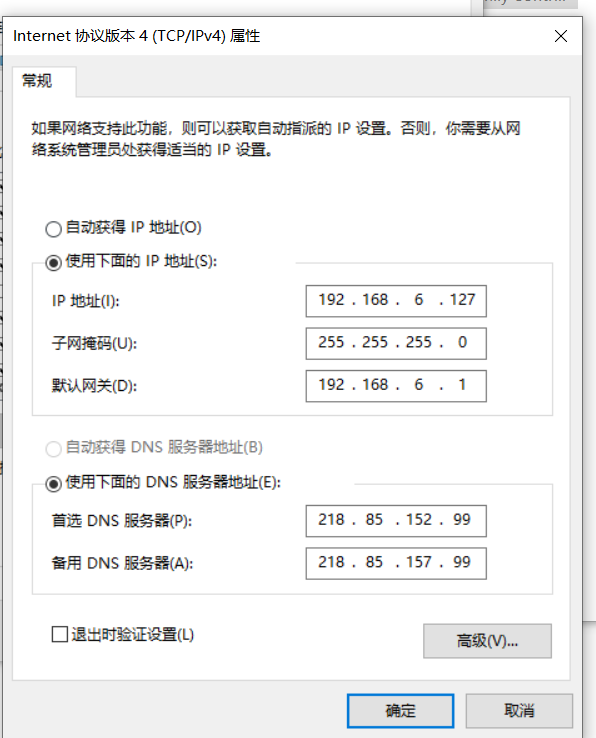 Internet 协议版本 4 (TCP/IPv4) 属性
常规
如果网络支持此功能，则可以获取自动指派的 IP 设置。否则，你需要从网
络系统管理员处获得适当的 IP 设置。
自动获得 IP 地址(O)
使用下面的 IP 地址(S):
IP 地址(I): 192 . 168 . 6 . 127
子网掩码(U): 255 . 255 . 255 . 0
默认网关(D): 192 . 168 . 6 . 1
自动获得 DNS 服务器地址(B)
使用下面的 DNS 服务器地址(E):
首选 DNS 服务器(P): 218 . 85 . 152 . 99
备用 DNS 服务器(A): 218 . 85 . 157 . 99
退出时验证设置(L)
高级(V)...
确定 取消